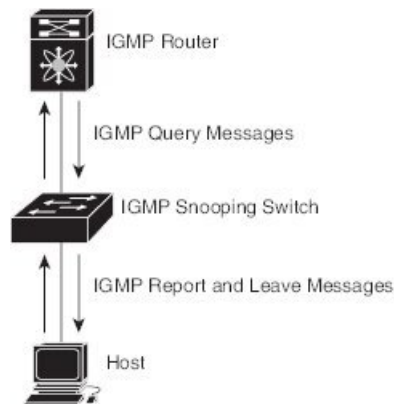 IGMP Router
IGMP Query Messages
IGMP Snooping Switch
IGMP Report and Leave Messages
Host